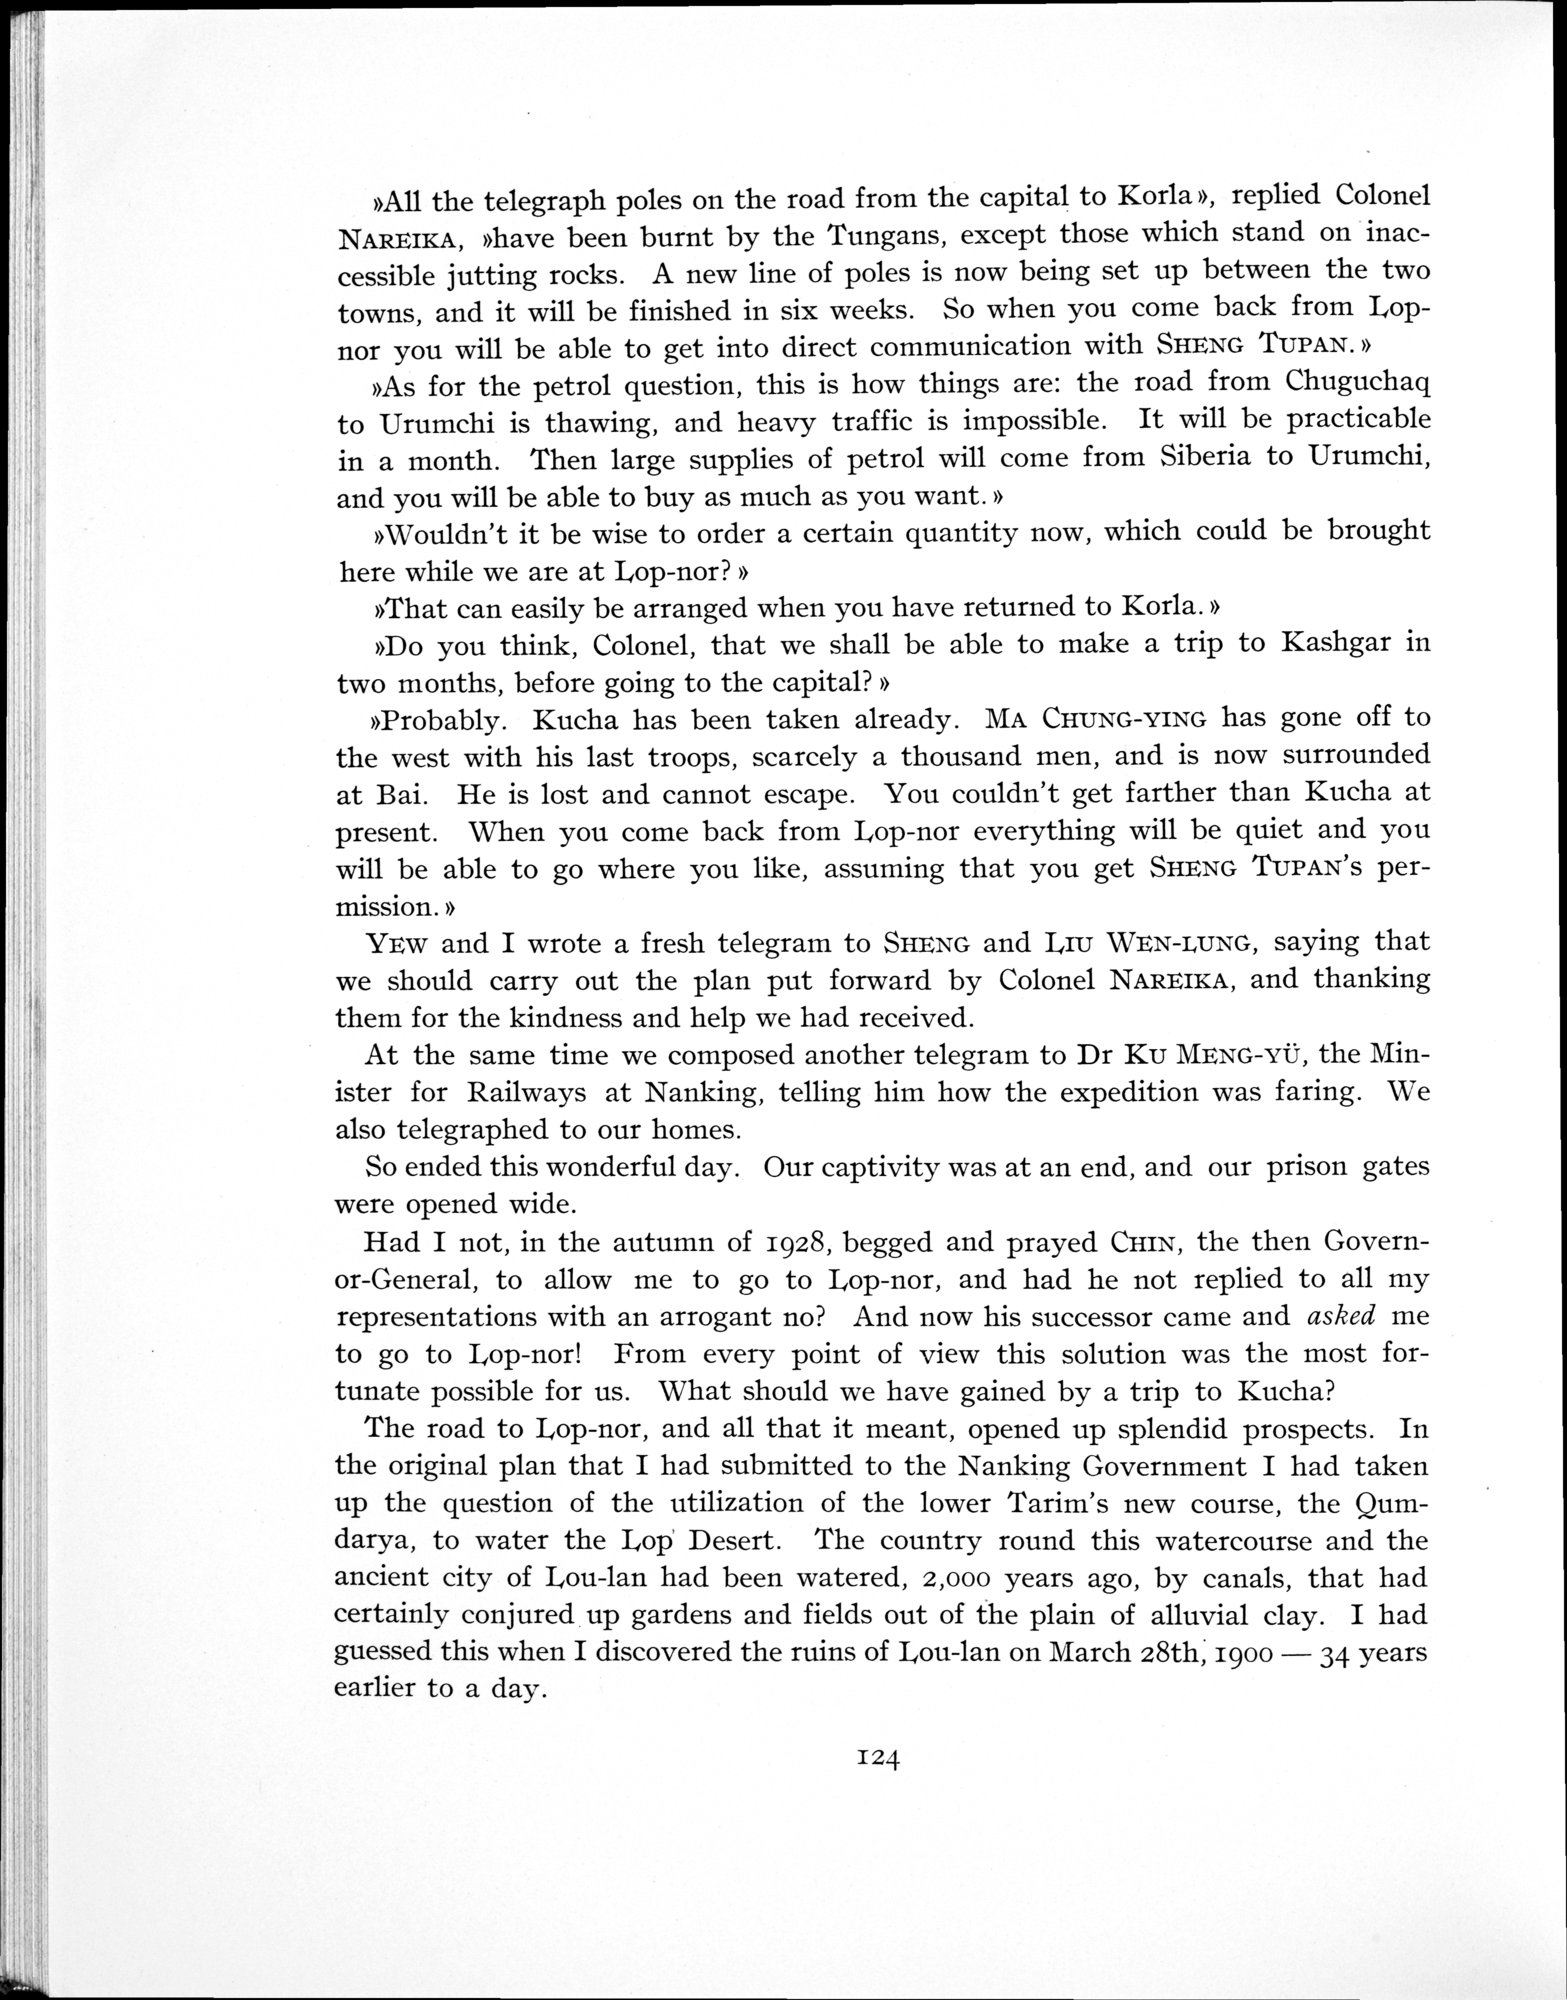 »All the telegraph poles on the road from the capital to Korla», replied Colonel
NAREIKA, »have been burnt by the Tungans, except those which stand on inac-
cessible jutting rocks. A new line of poles is now being set up between the two
towns, and it will be finished in six weeks. So when you come back from Lop-
nor you will be able to get into direct communication with SHENG TUPAN.»
»As for the petrol question, this is how things are: the road from Chuguchaq
to Urumchi is thawing, and heavy traffic is impossible. It will be practicable
in a month. Then large supplies of petrol will come from Siberia to Urumchi,
and you will be able to buy as much as you want.»
»Wouldn't it be wise to order a certain quantity now, which could be brought
here while we are at Lop-nor?»
»That can easily be arranged when you have returned to Korla.»
»Do you think, Colonel, that we shall be able to make a trip to Kashgar in
two months, before going to the capital?»
»Probably. Kucha has been taken already. MA CHUNG-YING has gone off to
the west with his last troops, scarcely a thousand men, and is now surrounded
at Bai. He is lost and cannot escape. You couldn't get farther than Kucha at
present. When you come back from Lop-nor everything will be quiet and you
will be able to go where you like, assuming that you get SHENG TUPAN's per-
mission.»
YEW and I wrote a fresh telegram to SHENG and LIU WEN-LUNG, saying that
we should carry out the plan put forward by Colonel NAREIKA, and thanking
them for the kindness and help we had received.
At the same time we composed another telegram to Dr KU MENG-YÜ, the Min-
ister for Railways at Nanking, telling him how the expedition was faring. We
also telegraphed to our homes.
So ended this wonderful day. Our captivity was at an end, and our prison gates
were opened wide.
Had I not, in the autumn of 1928, begged and prayed CHIN, the then Govern-
or-General, to allow me to go to Lop-nor, and had he not replied to all my
representations with an arrogant no? And now his successor came and asked me
to go to Lop-nor! From every point of view this solution was the most for-
tunate possible for us. What should we have gained by a trip to Kucha?
The road to Lop-nor, and all that it meant, opened up splendid prospects. In
the original plan that I had submitted to the Nanking Government I had taken
up the question of the utilization of the lower Tarim's new course, the Qum-
darya, to water the Lop Desert. The country round this watercourse and the
ancient city of Lou-lan had been watered, 2,000 years ago, by canals, that had
certainly conjured up gardens and fields out of the plain of alluvial clay. I had
guessed this when I discovered the ruins of Lou-lan on March 28th, 1900 — 34 years
earlier to a day.
124